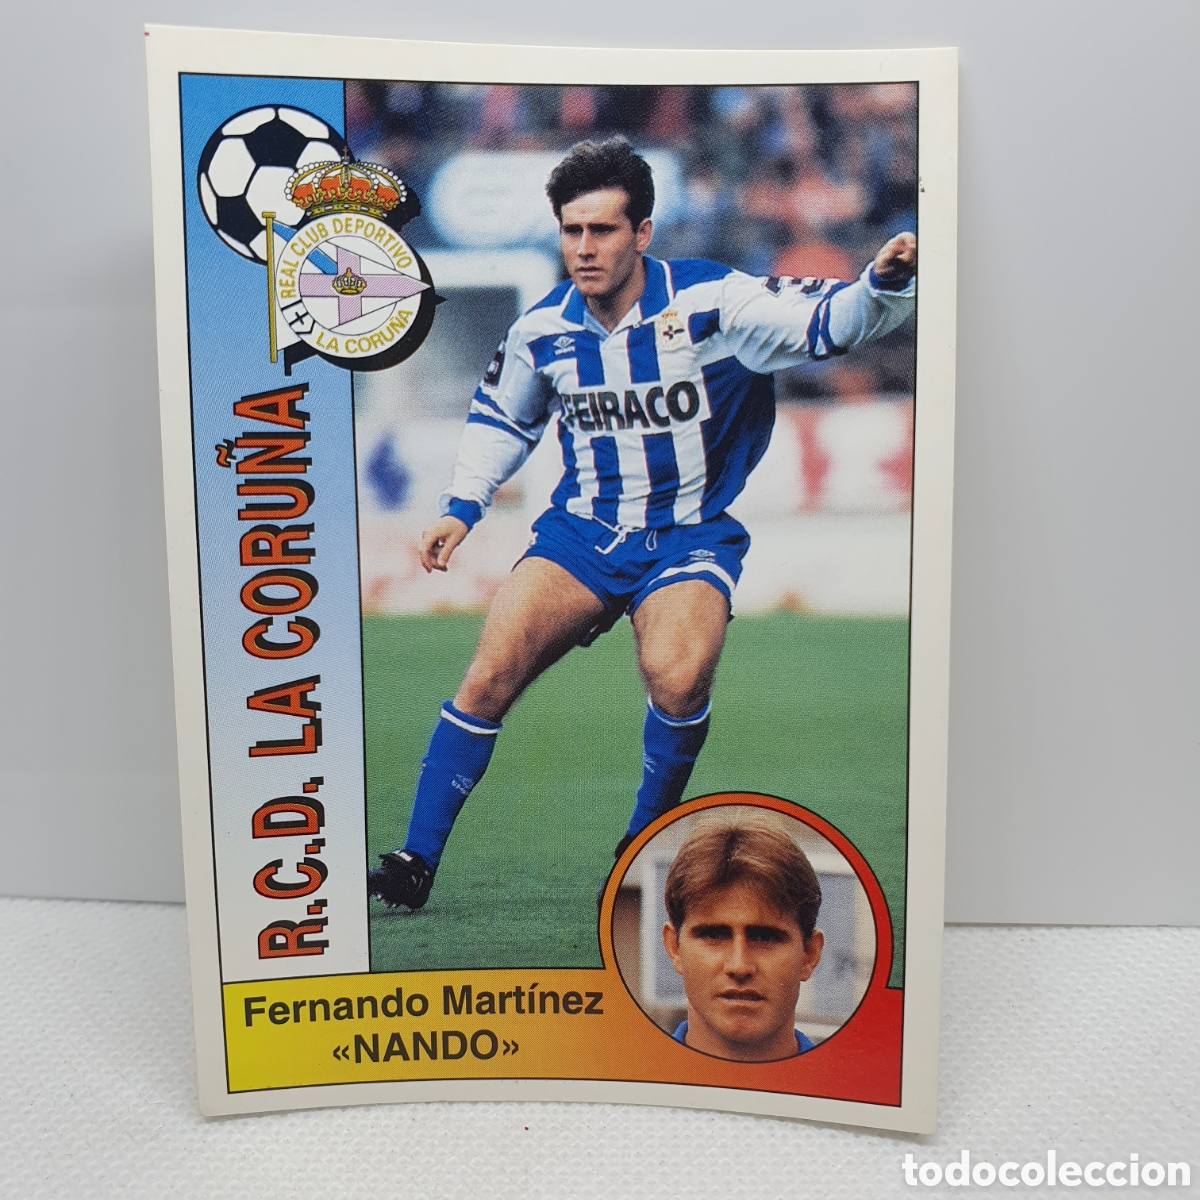 REAL CLUB DEPORTIVO
LA CORUÑA
FEIRACO
R.C.D. LA CORUÑA
Fernando Martínez
«NANDO»
todocoleccion